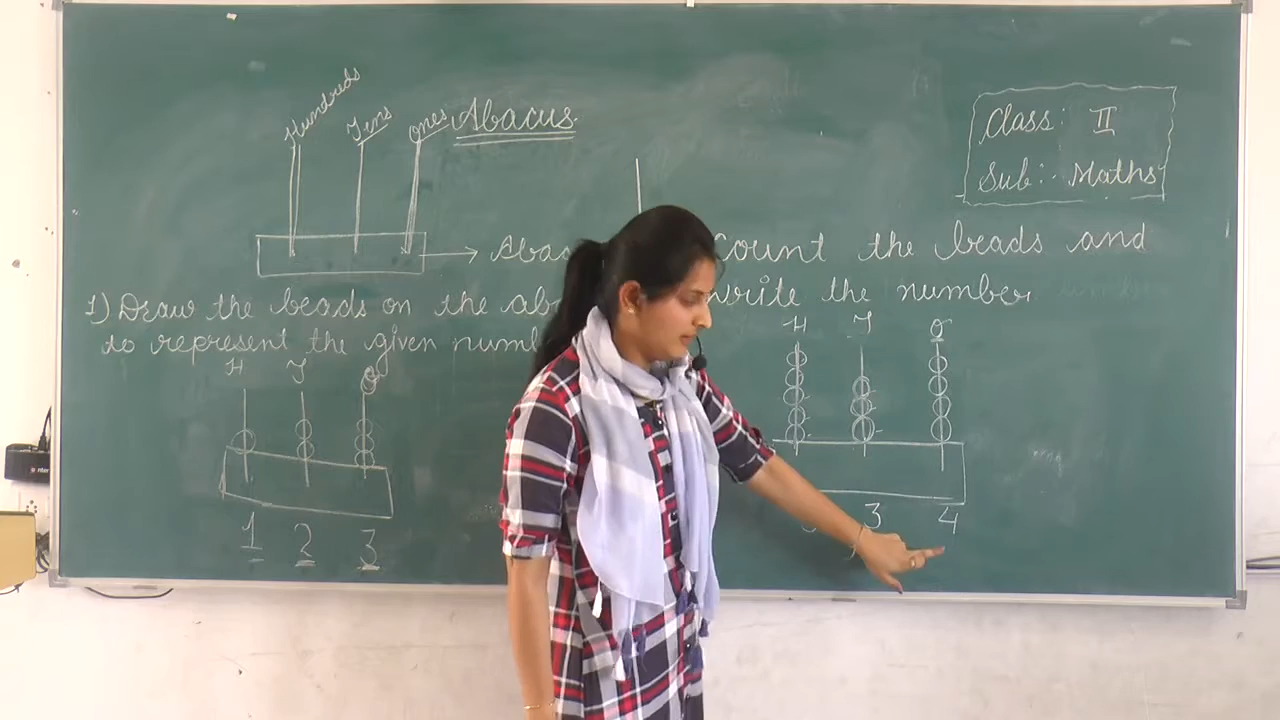 Hundreds Tens Ones Abacus
Class: II
Sub:- Maths
Count the beads and
write the number
1) Draw the beads on the
to represent the given
H T O
1 2 3
H T O
3 4